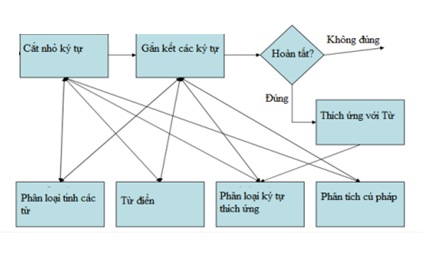 Cắt nhỏ ký tự
Gắn kết các ký tự
Hoàn tất?
Không đúng
Đúng
Thích ứng với Từ
Phân loại tinh các
từ
Từ điển
Phân loại ký tự
thích ứng
Phân tích cú pháp